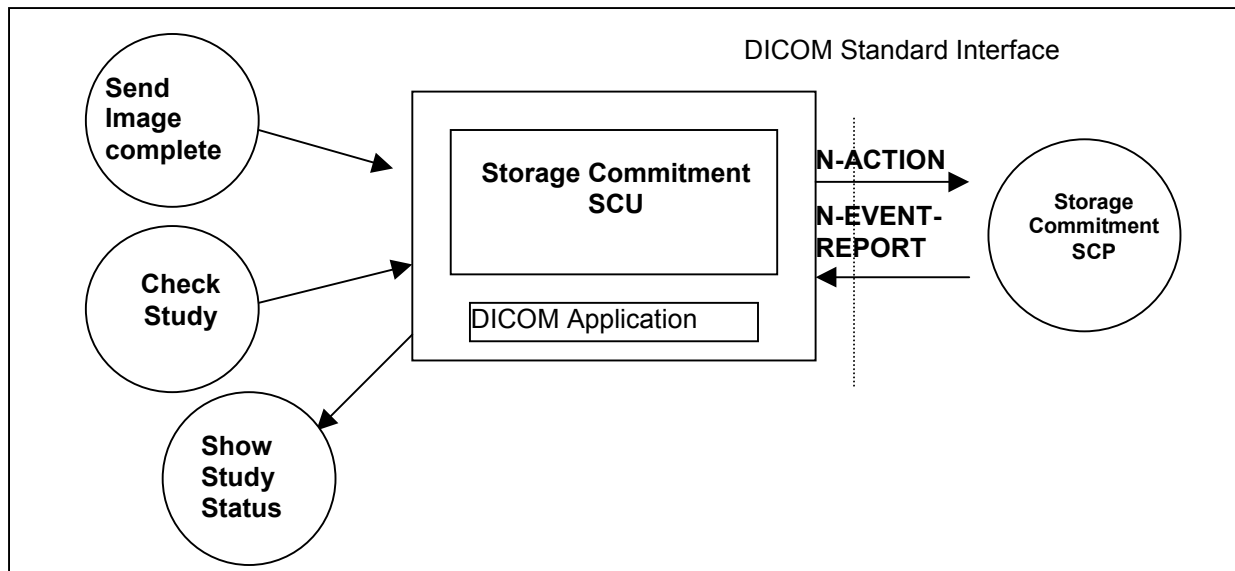 DICOM Standard Interface
Send
Image
complete
Storage Commitment
SCU
N-ACTION
N-EVENT-
REPORT
Storage
Commitment
SCP
Check
Study
DICOM Application
Show
Study
Status